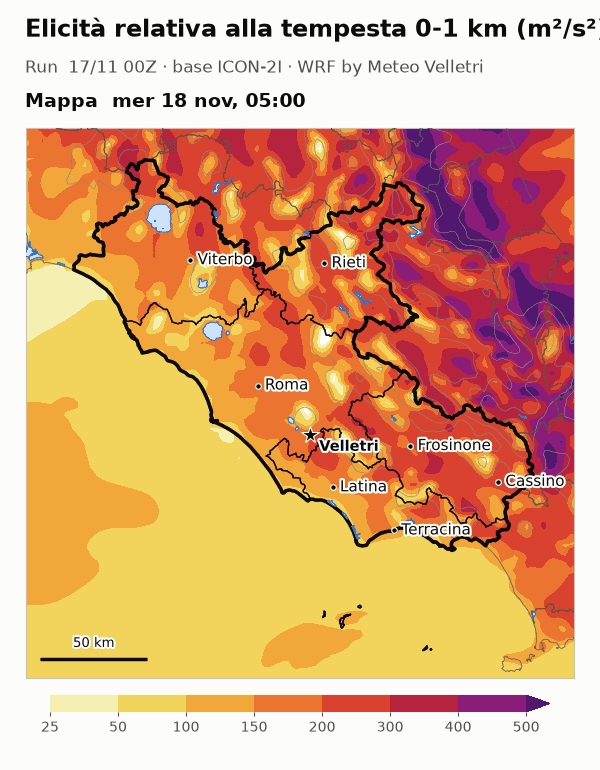 Elicità relativa alla tempesta 0-1 km (m²/s²)
Run 17/11 00Z · base ICON-2I · WRF by Meteo Velletri
Mappa mer 18 nov, 05:00
Viterbo
Rieti
Roma
Velletri
Frosinone
Cassino
Latina
Terracina
50 km
25 50 100 150 200 300 400 500